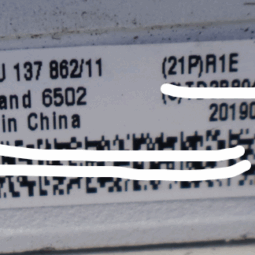 U 137 862/11 (21P)R1E
and 6502
in China 2019